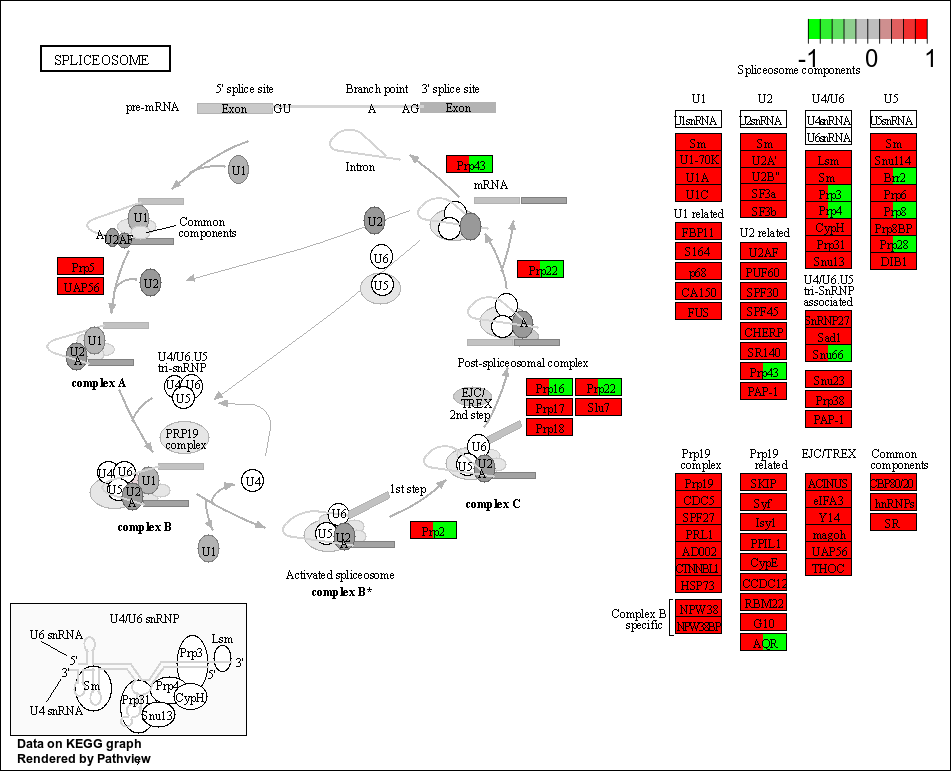 SPLICEOSOME
-1 0 1
Spliceosome components
5' splice site
Branch point
3' splice site
pre-mRNA
Exon
GU
A
AG
Exon
Intron
mRNA
Prp43
U1
U1
A
U2AF
Common
components
Prp5
UAP56
U2
U2
U6
U5
Prp22
A
Post-spliceosomal complex
U1
U2
A
complex A
U4/U6.U5
tri-snRNP
U4
U6
U5
PRP19
complex
EJC/
TREX
2nd step
Prp16
Prp22
Prp17
Slu7
Prp18
U4
U6
U5
U1
U2
A
complex B
U4
U1
1st step
U6
U5
U2
A
Prp2
U6
U5
U2
A
complex C
Activated spliceosome
complex B*
U1
U1snRNA
Sm
U1-70K
U1A
U1C
U1 related
FBP11
S164
p68
CA150
FUS
U2
U2snRNA
Sm
U2A'
U2B"
SF3a
SF3b
U2 related
U2AF
PUF60
SPF30
SPF45
CHERP
SR140
Prp43
PAP-1
U4/U6
U4snRNA
U6snRNA
Lsm
Sm
Prp3
Prp4
CypH
Prp31
Snu13
U4/U6.U5
tri-SnRNP
associated
SnRNP27
Sad1
Snu66
Snu23
Prp38
PAP-1
U5
U5snRNA
Sm
Snu114
Brr2
Prp6
Prp8
Prp8BP
Prp28
DIB1
Prp19
complex
Prp19
CDC5
SPF27
PRL1
AD002
CTNNBL1
HSP73
Complex B
specific
NPW38
NPW38BP
Prp19
related
SKIP
Syf
Isy1
PPIL1
CypE
CCDC12
RBM22
G10
AQR
EJC/TREX
ACINUS
eIFA3
Y14
magoh
UAP56
THOC
Common
components
CBP80/20
hnRNPs
SR
U4/U6 snRNP
U6 snRNA
5'
3'
Sm
U4 snRNA
Prp3
Lsm
3'
5'
Prp4
Prp31
CypH
Snu13
Data on KEGG graph
Rendered by Pathview